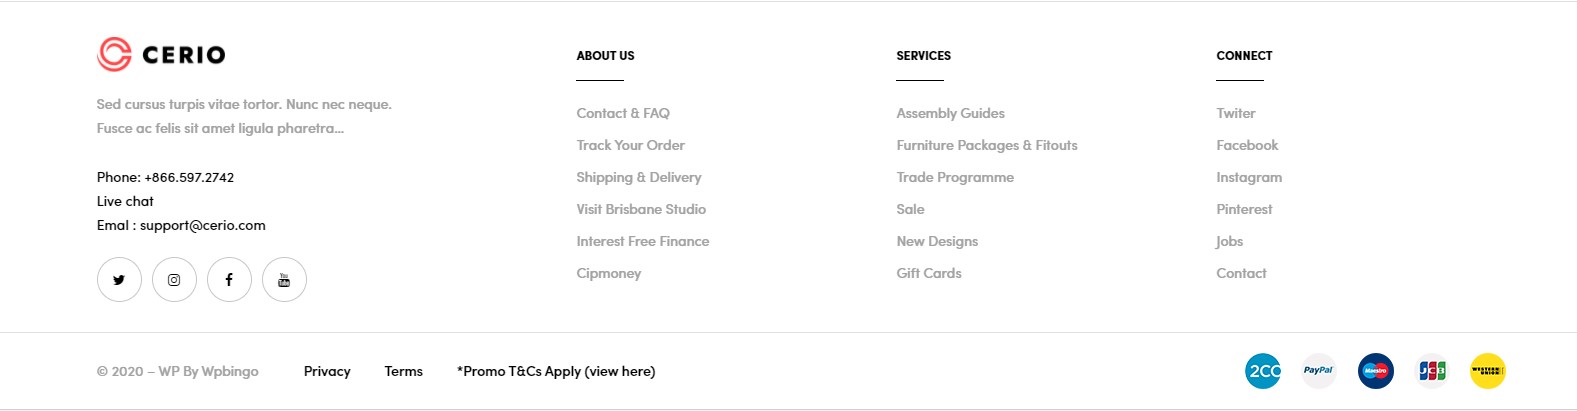 CERIO
Sed cursus turpis vitae tortor. Nunc nec neque.
Fusce ac felis sit amet ligula pharetra...
Phone: +866.597.2742
Live chat
Emal : support@cerio.com
You
Tube
ABOUT US
Contact & FAQ
Track Your Order
Shipping & Delivery
Visit Brisbane Studio
Interest Free Finance
Cipmoney
SERVICES
Assembly Guides
Furniture Packages & Fitouts
Trade Programme
Sale
New Designs
Gift Cards
CONNECT
Twiter
Facebook
Instagram
Pinterest
Jobs
Contact
© 2020 – WP By Wpbingo
Privacy
Terms
*Promo T&Cs Apply (view here)
2CO
PayPal
Maestro
JCB
WESTERN
UNION